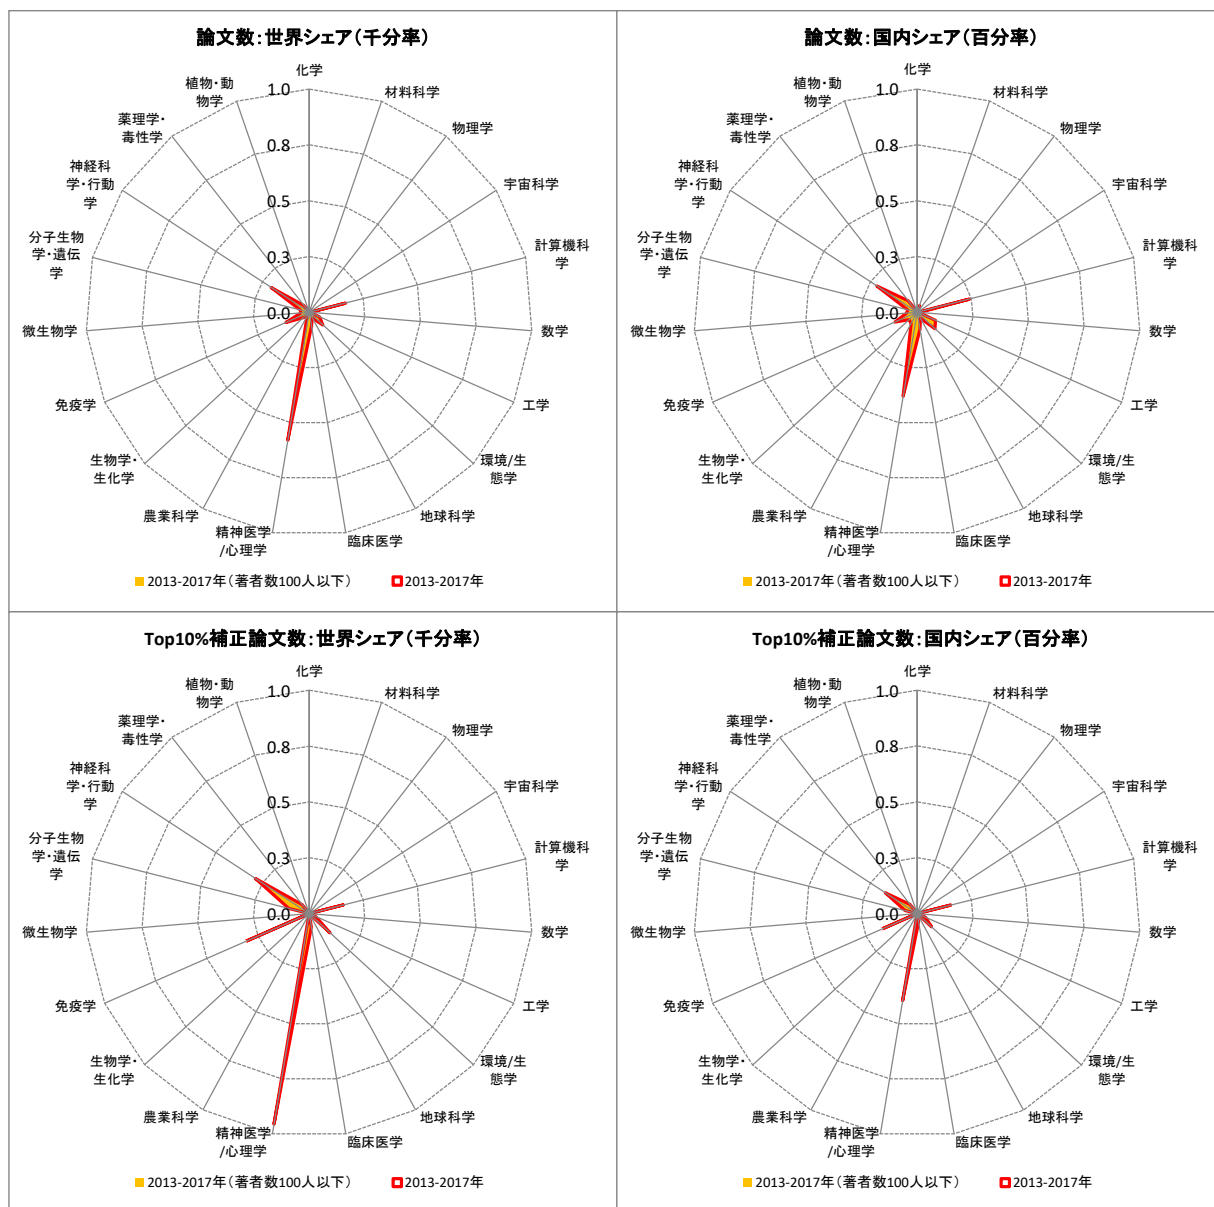 論文数：世界シェア（千分率）
化学
材料科学
物理学
宇宙科学
計算機科
学
数学
工学
環境/生
態学
地球科学
臨床医学
精神医学
/心理学
農業科学
生物学・
生化学
免疫学
微生物学
分子生物
学・遺伝
学
神経科
学・行動
学
薬理学・
毒性学
植物・動
物学
1.0
0.8
0.5
0.3
0.0
2013-2017年（著者数100人以下）
2013-2017年
論文数：国内シェア（百分率）
化学
材料科学
物理学
宇宙科学
計算機科
学
数学
工学
環境/生
態学
地球科学
臨床医学
精神医学
/心理学
農業科学
生物学・
生化学
免疫学
微生物学
分子生物
学・遺伝
学
神経科
学・行動
学
薬理学・
毒性学
植物・動
物学
1.0
0.8
0.5
0.3
0.0
2013-2017年（著者数100人以下）
2013-2017年
Top10%補正論文数：世界シェア（千分率）
化学
材料科学
物理学
宇宙科学
計算機科
学
数学
工学
環境/生
態学
地球科学
臨床医学
精神医学
/心理学
農業科学
生物学・
生化学
免疫学
微生物学
分子生物
学・遺伝
学
神経科
学・行動
学
薬理学・
毒性学
植物・動
物学
1.0
0.8
0.5
0.3
0.0
2013-2017年（著者数100人以下）
2013-2017年
Top10%補正論文数：国内シェア（百分率）
化学
材料科学
物理学
宇宙科学
計算機科
学
数学
工学
環境/生
態学
地球科学
臨床医学
精神医学
/心理学
農業科学
生物学・
生化学
免疫学
微生物学
分子生物
学・遺伝
学
神経科
学・行動
学
薬理学・
毒性学
植物・動
物学
1.0
0.8
0.5
0.3
0.0
2013-2017年（著者数100人以下）
2013-2017年